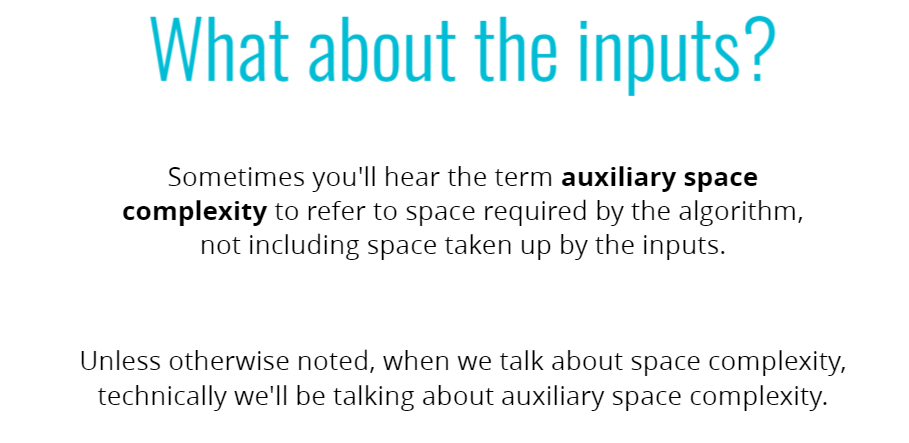 What about the inputs?
Sometimes you'll hear the term auxiliary space
complexity to refer to space required by the algorithm,
not including space taken up by the inputs.
Unless otherwise noted, when we talk about space complexity,
technically we'll be talking about auxiliary space complexity.